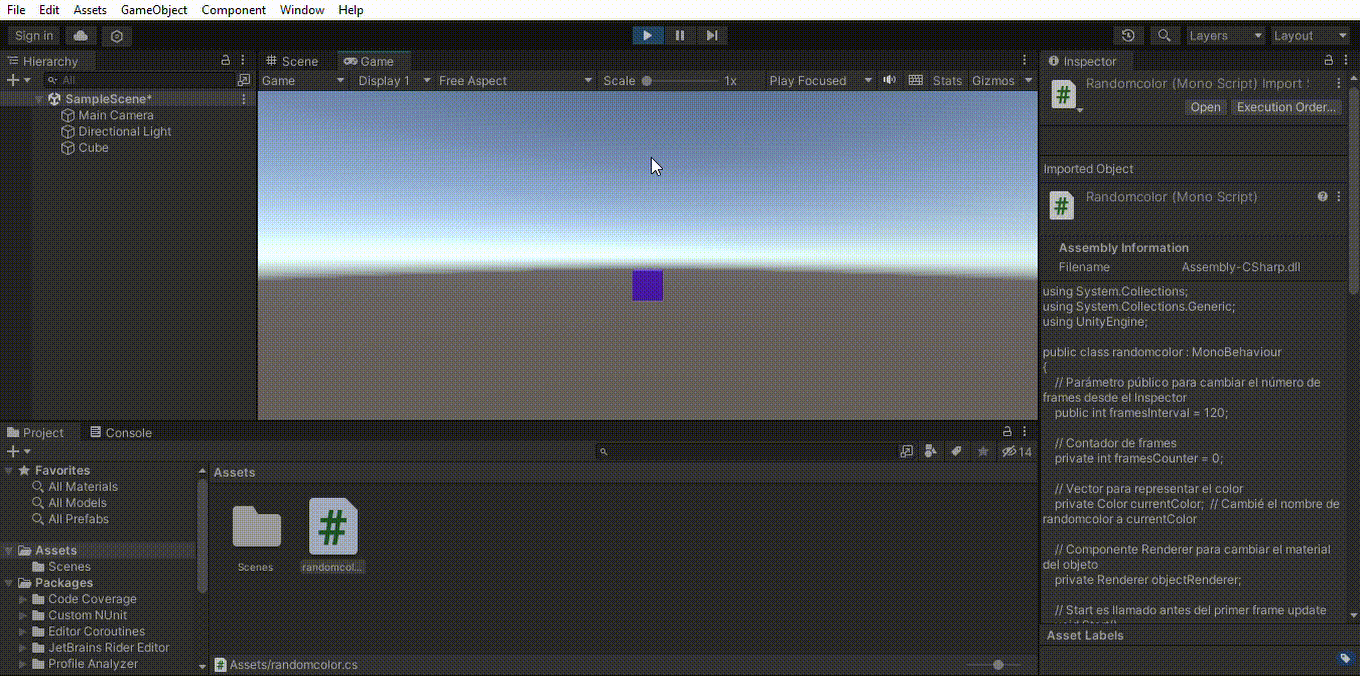 File Edit Assets GameObject Component Window Help
Sign in
Layers
Layout
Hierarchy
All
SampleScene*
Main Camera
Directional Light
Cube
Scene
Game
Game
Display 1
Free Aspect
Scale
1x
Play Focused
Stats
Gizmos
Inspector
Randomcolor (Mono Script) Import
Open
Execution Order...
Imported Object
Randomcolor (Mono Script)
Assembly Information
Filename Assembly-CSharp.dll
using System.Collections;
using System.Collections.Generic;
using UnityEngine;
public class randomcolor : MonoBehaviour
{
// Parámetro público para cambiar el número de
frames desde el Inspector
public int framesInterval = 120;
// Contador de frames
private int framesCounter = 0;
// Vector para representar el color
private Color currentColor; // Cambié el nombre de
randomcolor a currentColor
// Componente Renderer para cambiar el material
del objeto
private Renderer objectRenderer;
// Start es llamado antes del primer frame update
void Start()
Asset Labels
Project
Console
14
Favorites
All Materials
All Models
All Prefabs
Assets
Scenes
Packages
Code Coverage
Custom NUnit
Editor Coroutines
JetBrains Rider Editor
Profile Analyzer
Assets
Scenes
randomcol...
Assets/randomcolor.cs